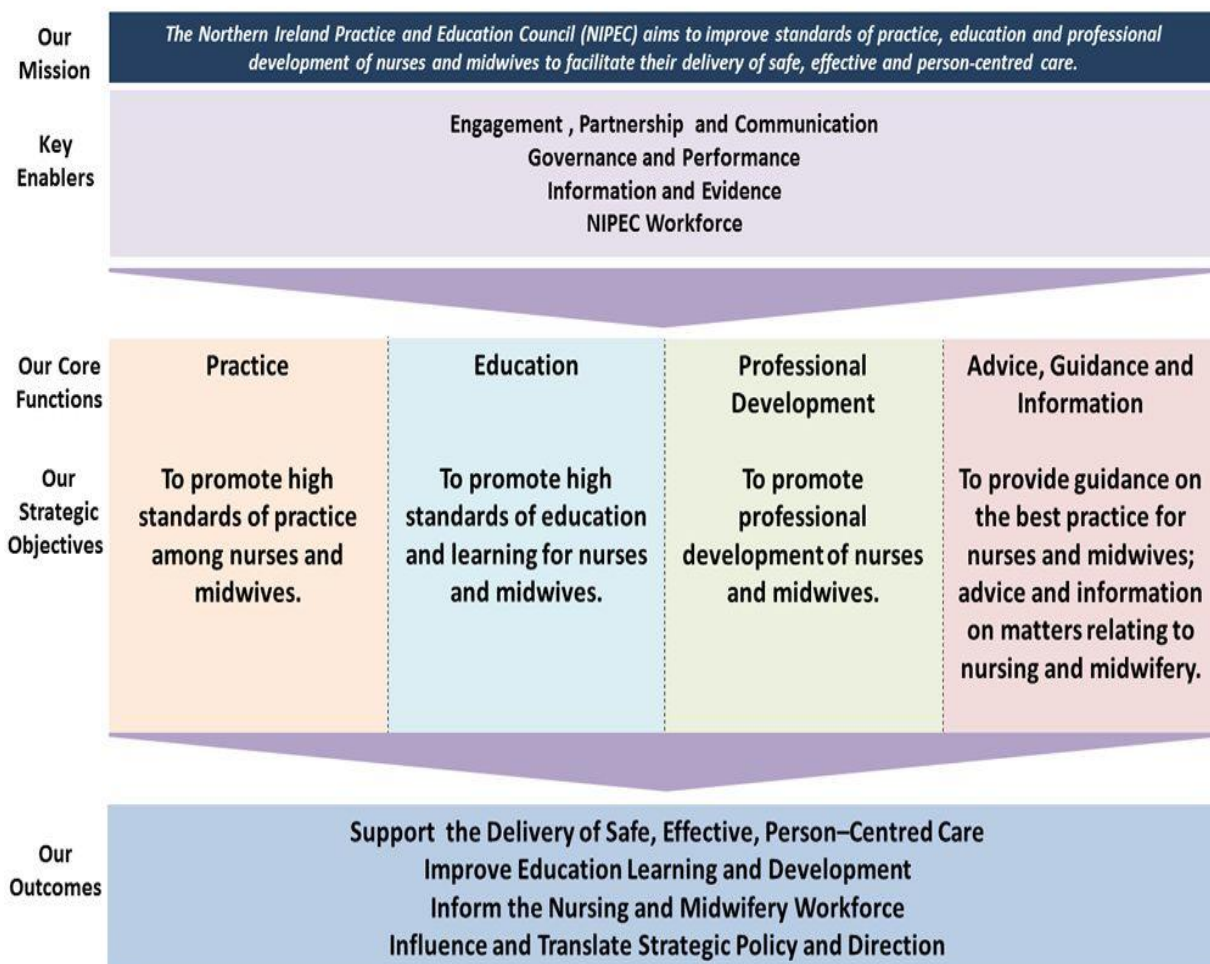 Our
Mission
The Northern Ireland Practice and Education Council (NIPEC) aims to improve standards of practice, education and professional
development of nurses and midwives to facilitate their delivery of safe, effective and person-centred care.
Key
Enablers
Engagement , Partnership and Communication
Governance and Performance
Information and Evidence
NIPEC Workforce
Our Core
Functions
Practice
Education
Professional
Development
Advice, Guidance and
Information
Our
Strategic
Objectives
To promote high
standards of practice
among nurses and
midwives.
To promote high
standards of education
and learning for nurses
and midwives.
To promote
professional
development of nurses
and midwives.
To provide guidance on
the best practice for
nurses and midwives;
advice and information
on matters relating to
nursing and midwifery.
Our
Outcomes
Support the Delivery of Safe, Effective, Person–Centred Care
Improve Education Learning and Development
Inform the Nursing and Midwifery Workforce
Influence and Translate Strategic Policy and Direction